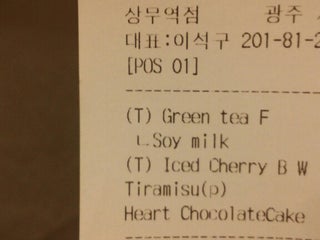 상무역점 광주
대표:이석구 201-81-2
[POS 01]
(T) Green tea F
ㄴSoy milk
(T) Iced Cherry B W
Tiramisu(p)
Heart ChocolateCake